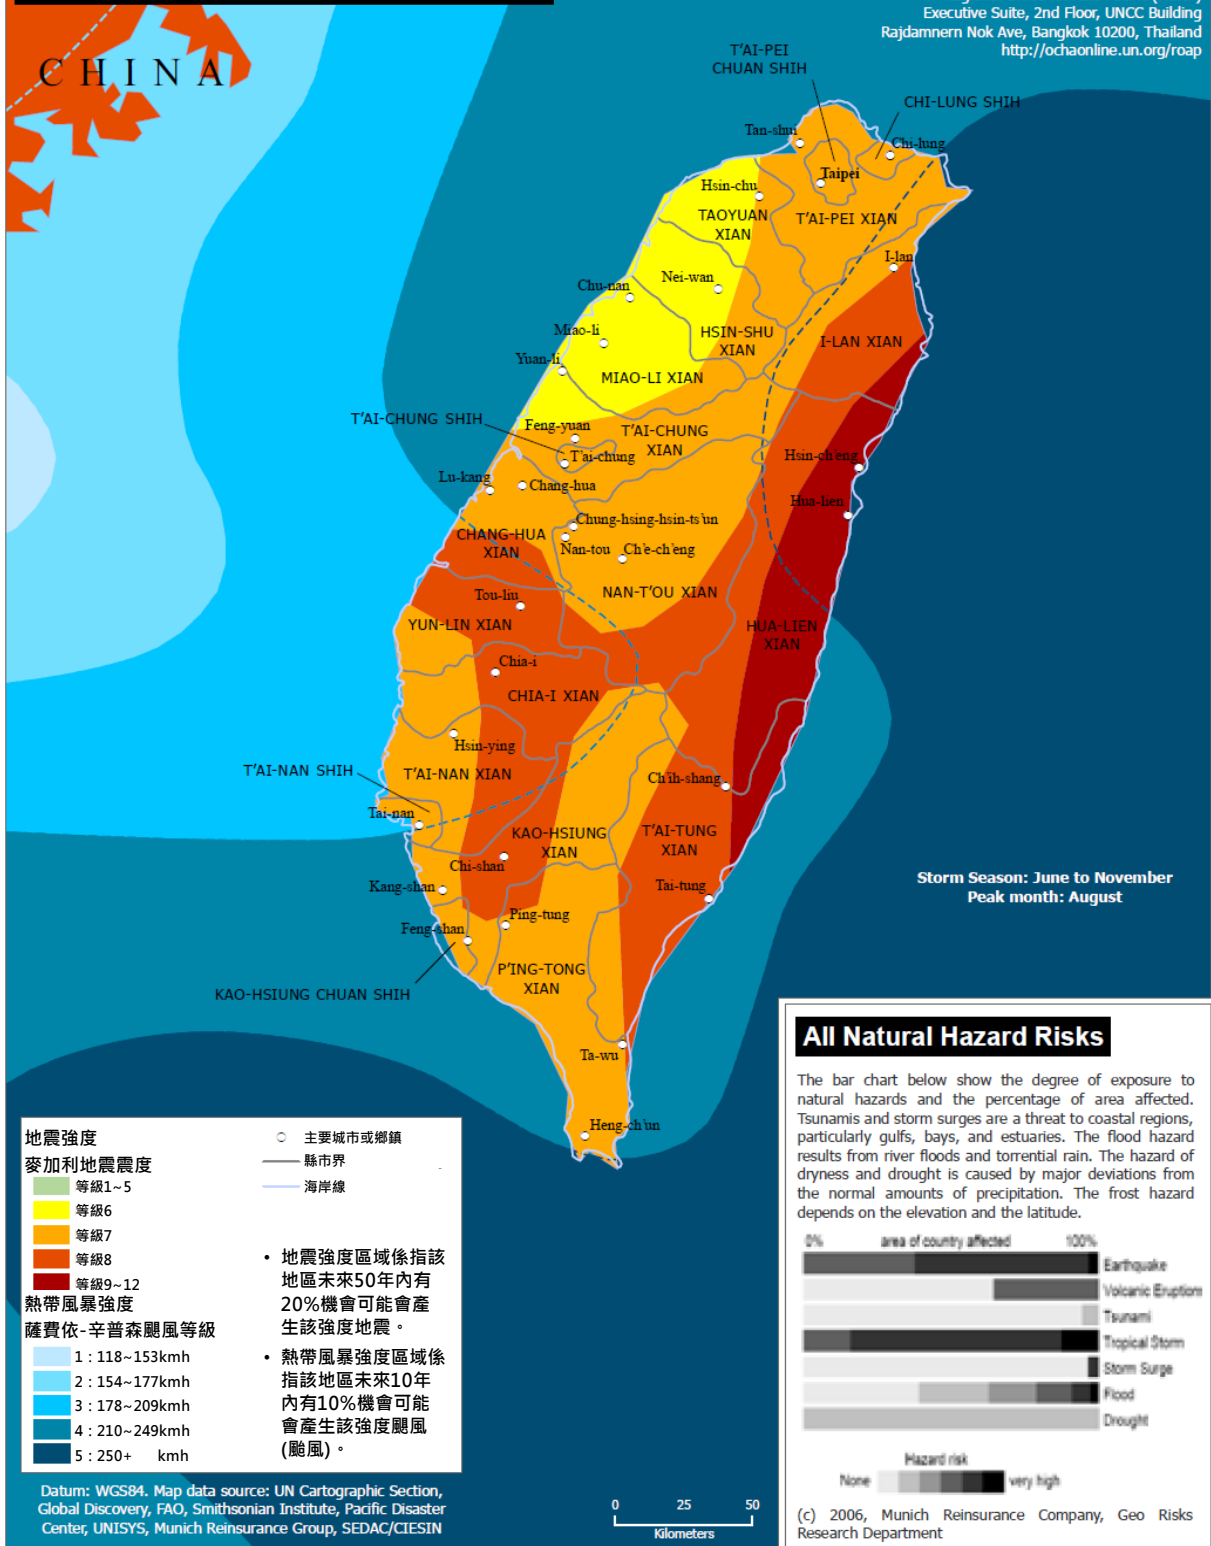 Executive Suite, 2nd Floor, UNCC Building
Rajdamnern Nok Ave, Bangkok 10200, Thailand
http://ochaonline.un.org/roap
CHINA
T'AI-PEI
CHUAN SHIH
CHI-LUNG SHIH
Tan-shui
Chi-lung
Taipei
Hsin-chu
TAOYUAN
XIAN
T'AI-PEI XIAN
I-lan
Nei-wan
Chu-nan
Miao-li
HSIN-SHU
XIAN
I-LAN XIAN
Yuan-li
MIAO-LI XIAN
T'AI-CHUNG SHIH
Feng-yuan
T'AI-CHUNG
XIAN
T'ai-chung
Hsin-ch'eng
Lu-kang
Chang-hua
Hua-lien
Chung-hsing-hsin-ts'un
CHANG-HUA
XIAN
Nan-tou
Ch'e-ch'eng
NAN-T'OU XIAN
Tou-liu
YUN-LIN XIAN
HUA-LIEN
XIAN
Chia-i
CHIA-I XIAN
Hsin-ying
T'AI-NAN SHIH
T'AI-NAN XIAN
Ch'ih-shang
Tai-nan
KAO-HSIUNG
XIAN
T'AI-TUNG
XIAN
Chi-shan
Kang-shan
Tai-tung
Ping-tung
Feng-shan
P'ING-TONG
XIAN
KAO-HSIUNG CHUAN SHIH
Ta-wu
Heng-ch'un
Storm Season: June to November
Peak month: August
地震強度
麥加利地震震度
等級1~5
等級6
等級7
等級8
等級9~12
熱帶風暴強度
薩費依-辛普森颶風等級
1 : 118~153kmh
2 : 154~177kmh
3 : 178~209kmh
4 : 210~249kmh
5 : 250+ kmh
主要城市或鄉鎮
縣市界
海岸線
• 地震強度區域係指該
地區未來50年內有
20%機會可能會產
生該強度地震。
• 熱帶風暴強度區域係
指該地區未來10年
內有10%機會可能
會產生該強度颶風
(颱風)。
Datum: WGS84. Map data source: UN Cartographic Section,
Global Discovery, FAO, Smithsonian Institute, Pacific Disaster
Center, UNISYS, Munich Reinsurance Group, SEDAC/CIESIN
0 25 50
Kilometers
All Natural Hazard Risks
The bar chart below show the degree of exposure to
natural hazards and the percentage of area affected.
Tsunamis and storm surges are a threat to coastal regions,
particularly gulfs, bays, and estuaries. The flood hazard
results from river floods and torrential rain. The hazard of
dryness and drought is caused by major deviations from
the normal amounts of precipitation. The frost hazard
depends on the elevation and the latitude.
0% area of country affected 100%
Earthquake
Volcanic Eruption
Tsunami
Tropical Storm
Storm Surge
Flood
Drought
Hazard risk
None very high
(c) 2006, Munich Reinsurance Company, Geo Risks
Research Department